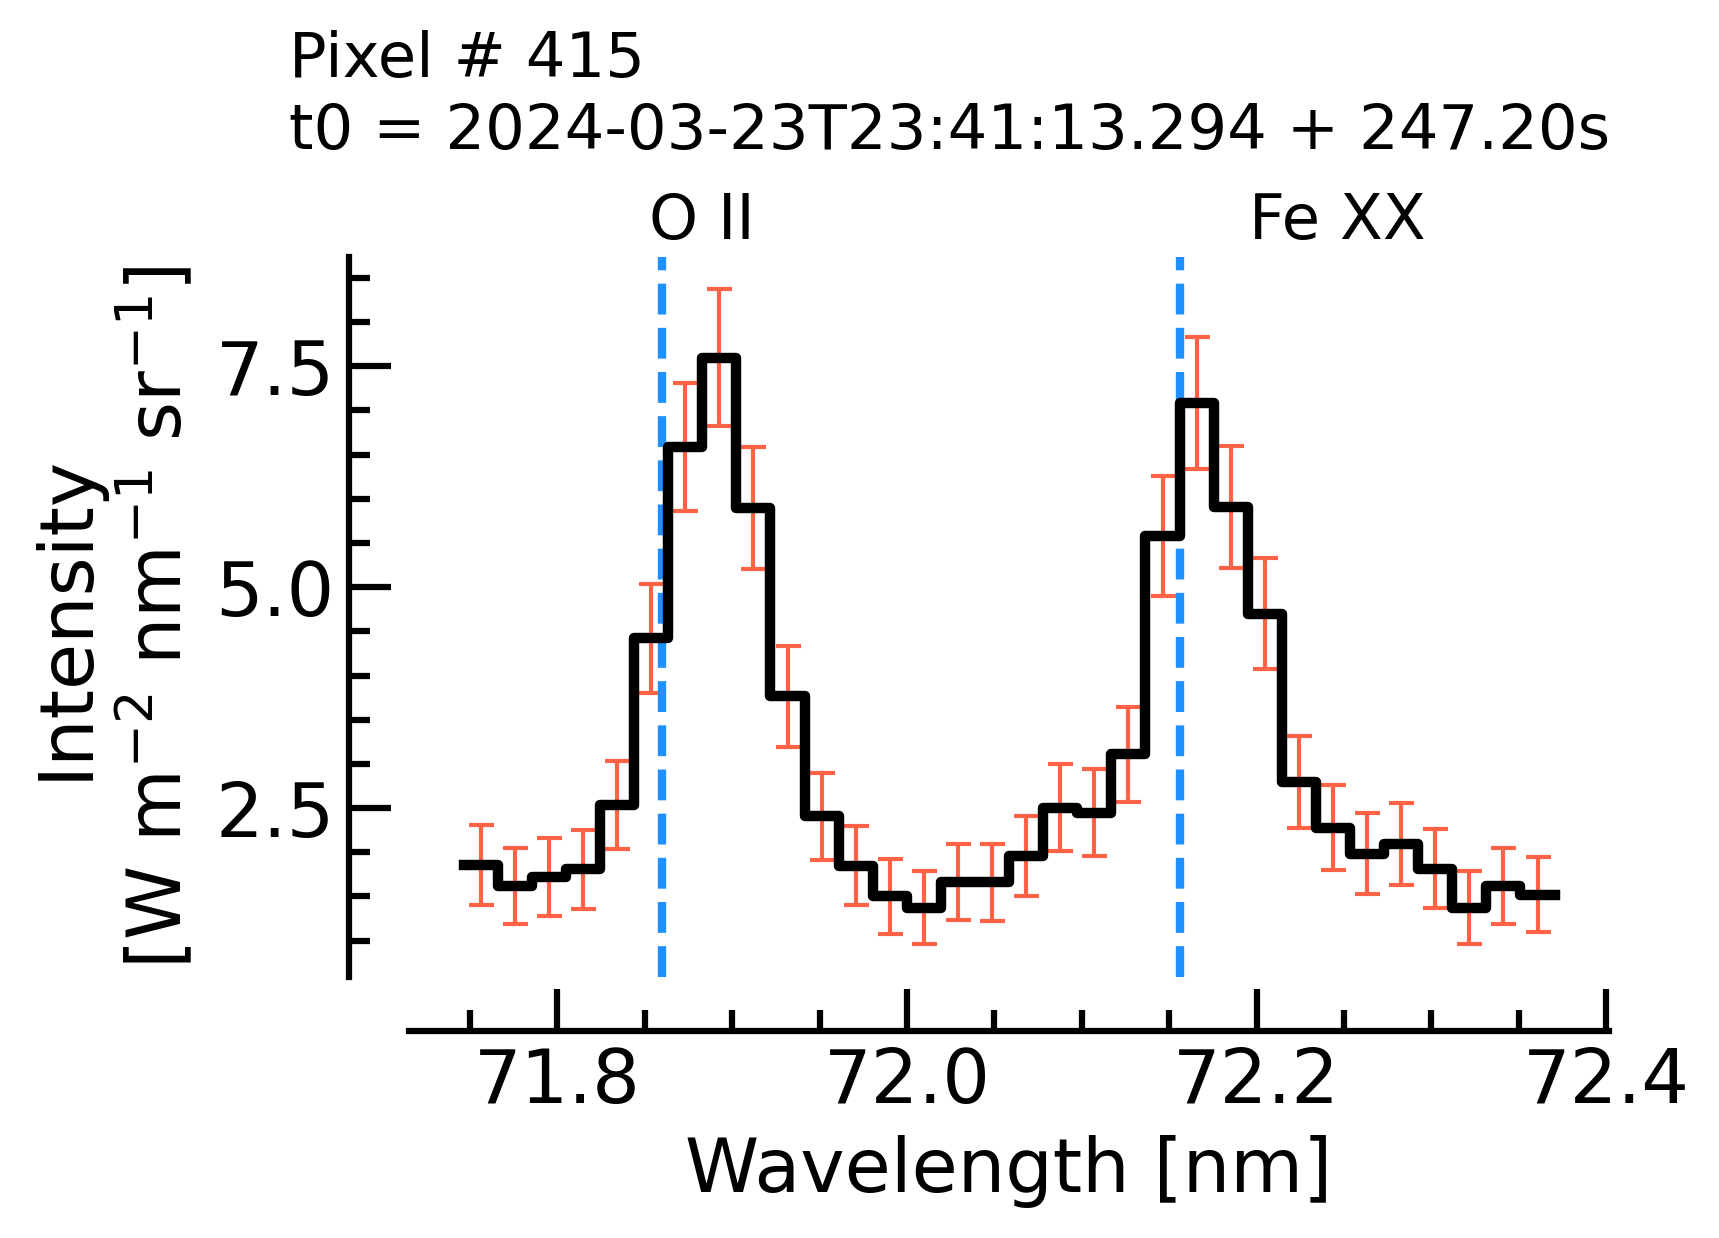 Pixel # 415
t0 = 2024-03-23T23:41:13.294 + 247.20s
O II
Fe XX
Intensity
[W m⁻² nm⁻¹ sr⁻¹]
7.5
5.0
2.5
71.8
72.0
72.2
72.4
Wavelength [nm]